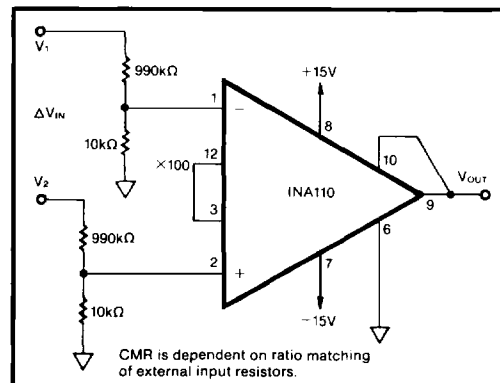 V₁
990kΩ
+15V
ΔVIN
1
−
8
10kΩ
12
10
×100
VOUT
V₂
INA110
9
3
6
990kΩ
2
+
7
10kΩ
−15V
CMR is dependent on ratio matching
of external input resistors.